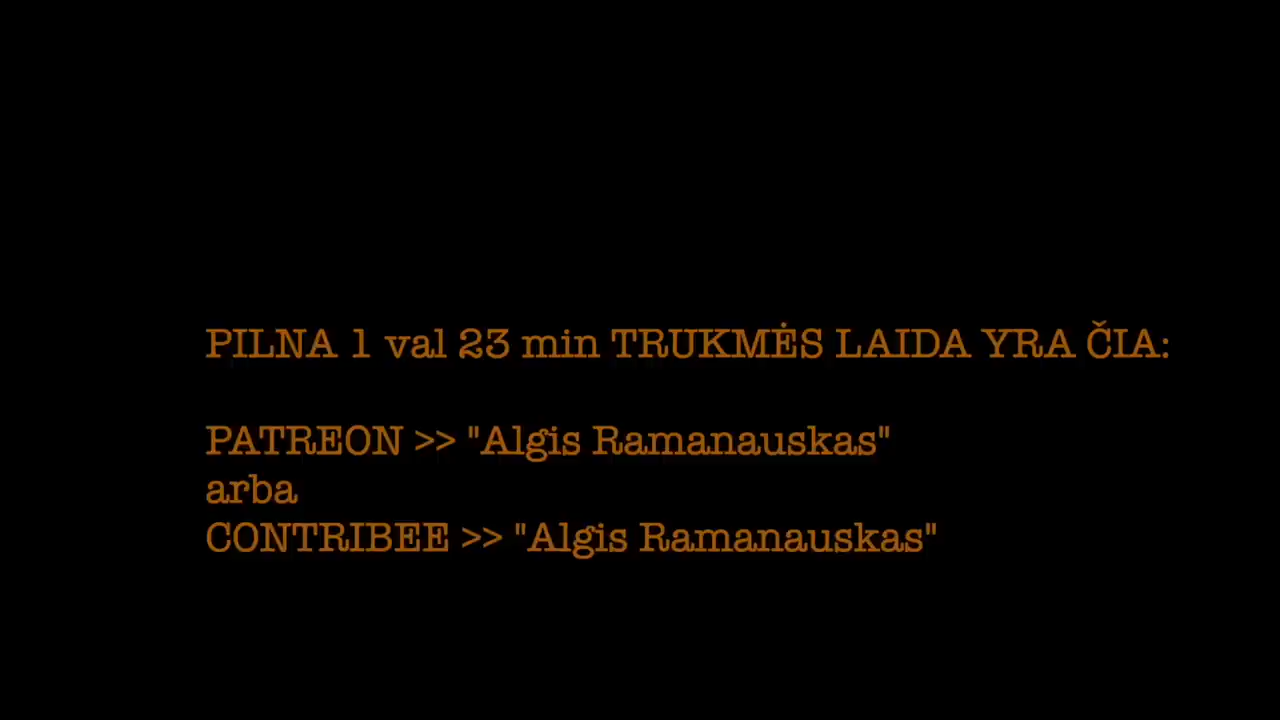 PILNA 1 val 23 min TRUKMĖS LAIDA YRA ČIA:
PATREON >> "Algis Ramanauskas"
arba
CONTRIBEE >> "Algis Ramanauskas"